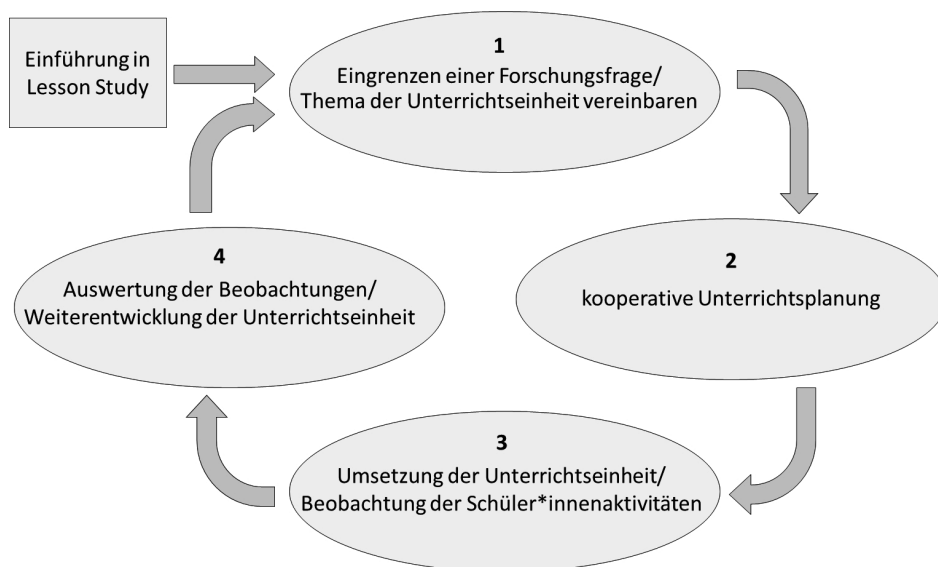 Einführung in
Lesson Study
1
Eingrenzen einer Forschungsfrage/
Thema der Unterrichtseinheit vereinbaren
2
kooperative Unterrichtsplanung
3
Umsetzung der Unterrichtseinheit/
Beobachtung der Schüler*innenaktivitäten
4
Auswertung der Beobachtungen/
Weiterentwicklung der Unterrichtseinheit